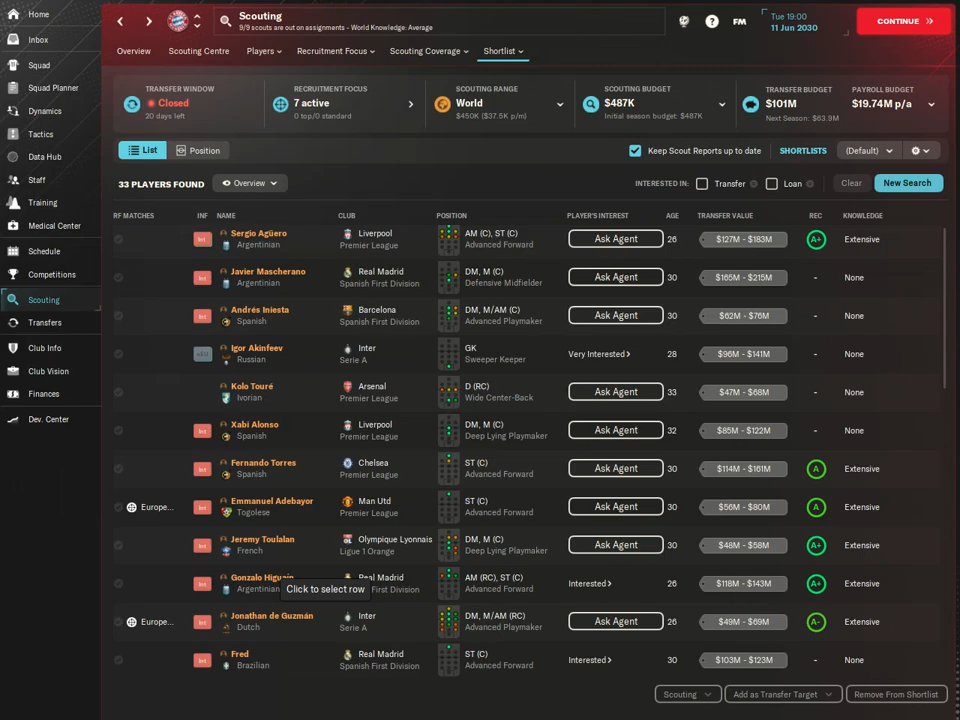 Home
Inbox
Squad
Squad Planner
Dynamics
Tactics
Data Hub
Staff
Training
Medical Center
Schedule
Competitions
Scouting
Transfers
Club Info
Club Vision
Finances
Dev. Center
Scouting
9/9 scouts are out on assignments - World Knowledge: Average
?
FM
Tue 19:00
11 Jun 2030
CONTINUE
Overview
Scouting Centre
Players
Recruitment Focus
Scouting Coverage
Shortlist
TRANSFER WINDOW
Closed
20 days left
RECRUITMENT FOCUS
7 active
0 top/0 standard
SCOUTING RANGE
World
$450K ($37.5K p/m)
SCOUTING BUDGET
$487K
Initial season budget: $487K
TRANSFER BUDGET
$101M
Next Season: $63.9M
PAYROLL BUDGET
$19.74M p/a
List
Position
Keep Scout Reports up to date
SHORTLISTS
(Default)
33 PLAYERS FOUND
Overview
INTERESTED IN:
Transfer
Loan
Clear
New Search
RF MATCHES INF NAME CLUB POSITION PLAYER'S INTEREST AGE TRANSFER VALUE REC KNOWLEDGE
Int Sergio Agüero Liverpool AM (C), ST (C) Ask Agent 26 $127M - $183M A+ Extensive
Argentinian Premier League Advanced Forward
Int Javier Mascherano Real Madrid DM, M (C) Ask Agent 30 $165M - $215M - None
Argentinian Spanish First Division Defensive Midfielder
Int Andrés Iniesta Barcelona DM, M/AM (C) Ask Agent 30 $62M - $76M - None
Spanish Spanish First Division Advanced Playmaker
nEU Igor Akinfeev Inter GK Very Interested 28 $96M - $141M - None
Russian Serie A Sweeper Keeper
Kolo Touré Arsenal D (RC) Ask Agent 33 $47M - $68M - None
Ivorian Premier League Wide Center-Back
Int Xabi Alonso Liverpool DM, M (C) Ask Agent 32 $85M - $122M - None
Spanish Premier League Deep Lying Playmaker
Int Fernando Torres Chelsea ST (C) Ask Agent 30 $114M - $161M A Extensive
Spanish Premier League Advanced Forward
Europe... Int Emmanuel Adebayor Man Utd ST (C) Ask Agent 30 $56M - $80M A Extensive
Togolese Premier League Advanced Forward
Int Jeremy Toulalan Olympique Lyonnais DM, M (C) Ask Agent 30 $48M - $58M A+ Extensive
French Ligue 1 Orange Deep Lying Playmaker
Int Gonzalo Higuaín Real Madrid AM (RC), ST (C) Interested 26 $118M - $143M A+ Extensive
Argentinian First Division Advanced Forward
Click to select row
Europe... Int Jonathan de Guzmán Inter DM, M/AM (RC) Ask Agent 26 $49M - $69M A- Extensive
Dutch Serie A Advanced Playmaker
Int Fred Real Madrid ST (C) Interested 30 $103M - $123M - None
Brazilian Spanish First Division Advanced Forward
Scouting
Add as Transfer Target
Remove From Shortlist